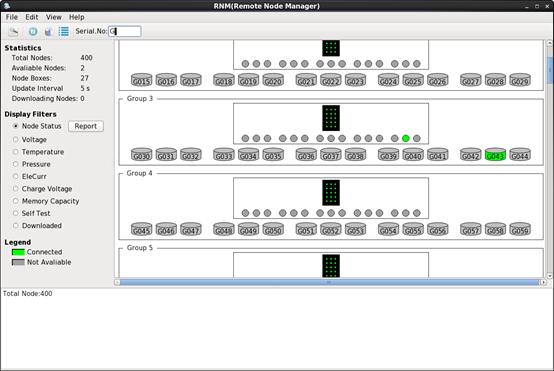 RNM(Remote Node Manager)
File Edit View Help
Serial.No: G
Statistics
Total Nodes: 400
Available Nodes: 2
Node Boxes: 27
Update Interval 5 s
Downloading Nodes: 0
Display Filters
Node Status Report
Voltage
Temperature
Pressure
EleCurr
Charge Voltage
Memory Capacity
Self Test
Downloaded
Legend
Connected
Not Avaliable
G015 G016 G017 G018 G019 G020 G021 G022 G023 G024 G025 G026 G027 G028 G029
Group 3
G030 G031 G032 G033 G034 G035 G036 G037 G038 G039 G040 G041 G042 G043 G044
Group 4
G045 G046 G047 G048 G049 G050 G051 G052 G053 G054 G055 G056 G057 G058 G059
Group 5
Total Node:400